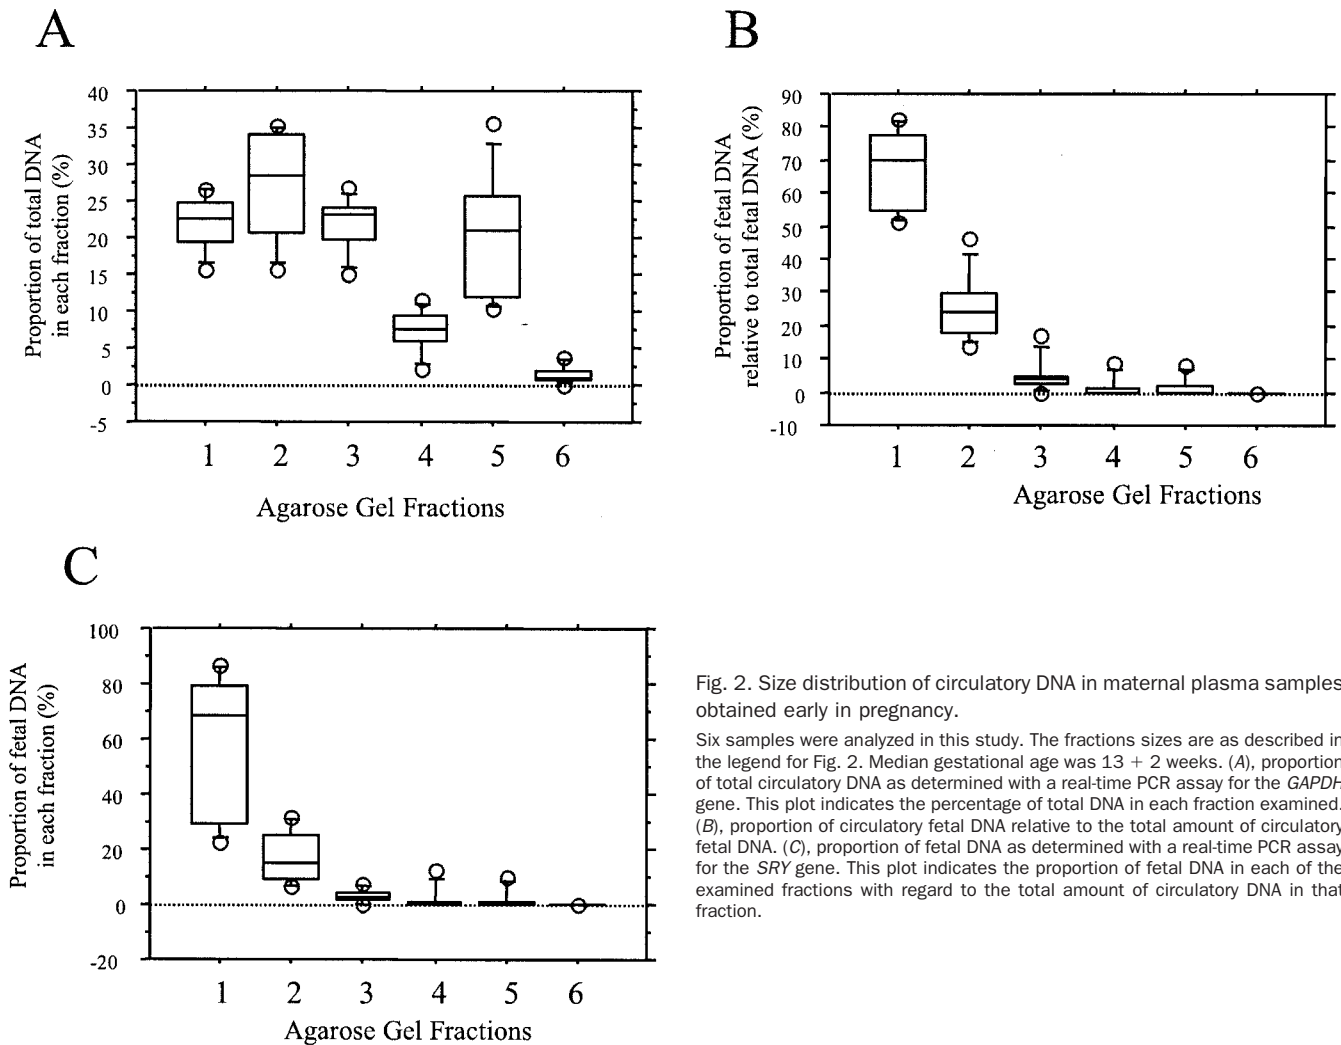 A
40
35
30
25
20
15
10
5
0
-5
Proportion of total DNA
in each fraction (%)
1 2 3 4 5 6
Agarose Gel Fractions
B
90
80
70
60
50
40
30
20
10
0
-10
Proportion of fetal DNA
relative to total fetal DNA (%)
1 2 3 4 5 6
Agarose Gel Fractions
C
100
80
60
40
20
0
-20
Proportion of fetal DNA
in each fraction (%)
1 2 3 4 5 6
Agarose Gel Fractions
Fig. 2. Size distribution of circulatory DNA in maternal plasma samples
obtained early in pregnancy.
Six samples were analyzed in this study. The fractions sizes are as described in
the legend for Fig. 2. Median gestational age was 13 + 2 weeks. (A), proportion
of total circulatory DNA as determined with a real-time PCR assay for the GAPDH
gene. This plot indicates the percentage of total DNA in each fraction examined.
(B), proportion of circulatory fetal DNA relative to the total amount of circulatory
fetal DNA. (C), proportion of fetal DNA as determined with a real-time PCR assay
for the SRY gene. This plot indicates the proportion of fetal DNA in each of the
examined fractions with regard to the total amount of circulatory DNA in that
fraction.